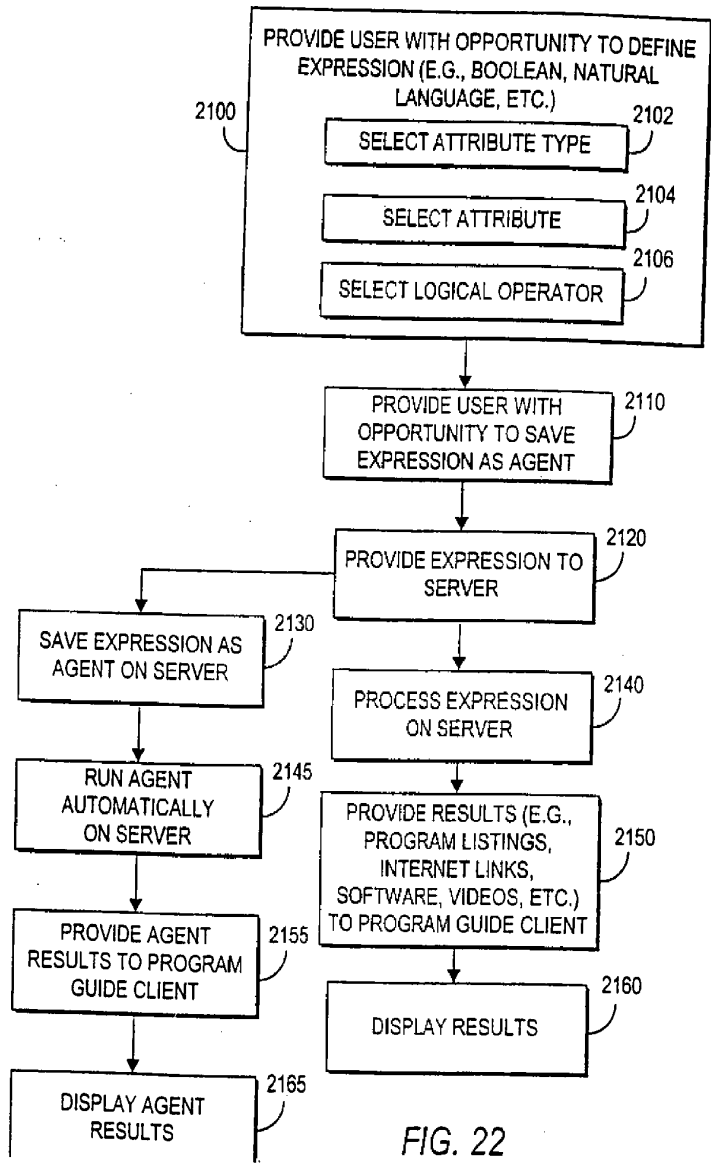 PROVIDE USER WITH OPPORTUNITY TO DEFINE
EXPRESSION (E.G., BOOLEAN, NATURAL
LANGUAGE, ETC.)
2100
2102
SELECT ATTRIBUTE TYPE
2104
SELECT ATTRIBUTE
2106
SELECT LOGICAL OPERATOR
PROVIDE USER WITH
OPPORTUNITY TO SAVE
EXPRESSION AS AGENT
2110
2120
PROVIDE EXPRESSION TO
SERVER
2130
SAVE EXPRESSION AS
AGENT ON SERVER
2140
PROCESS EXPRESSION
ON SERVER
2145
RUN AGENT
AUTOMATICALLY
ON SERVER
PROVIDE RESULTS (E.G.,
PROGRAM LISTINGS,
INTERNET LINKS,
SOFTWARE, VIDEOS, ETC.)
TO PROGRAM GUIDE CLIENT
2150
PROVIDE AGENT
RESULTS TO PROGRAM
GUIDE CLIENT
2155
2160
DISPLAY RESULTS
2165
DISPLAY AGENT
RESULTS
FIG. 22